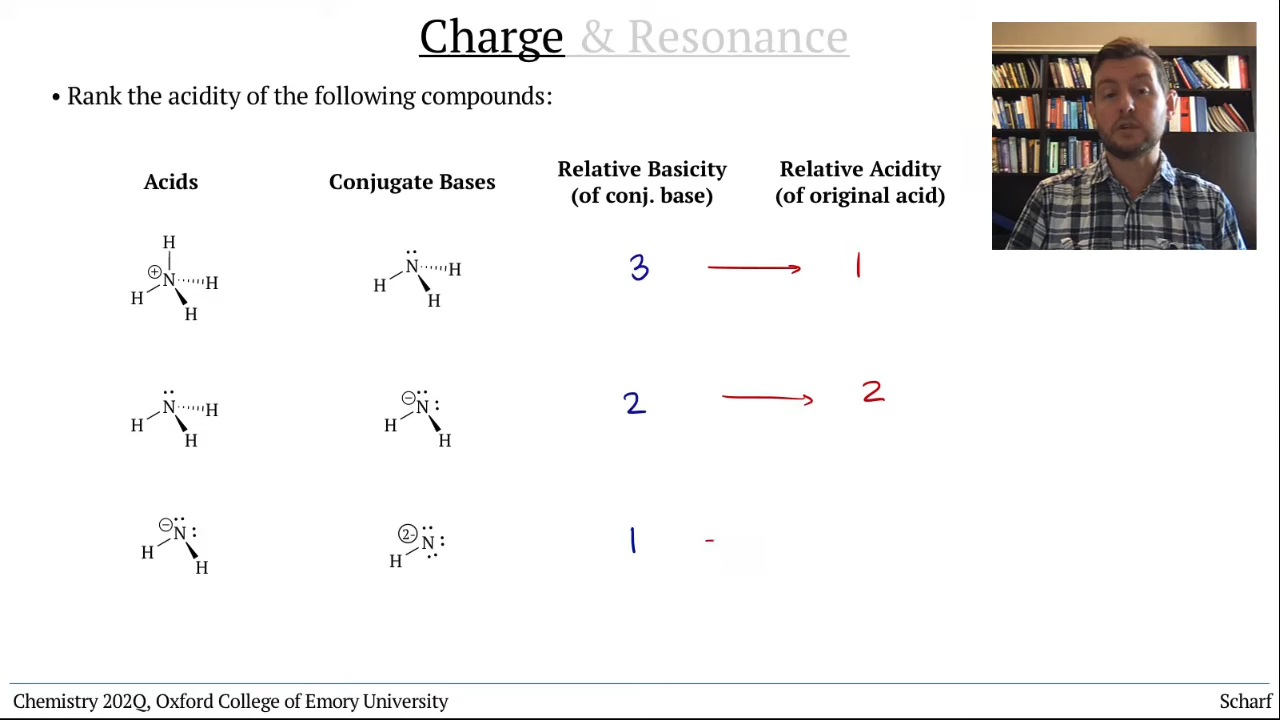 Charge & Resonance
• Rank the acidity of the following compounds:
Acids
Conjugate Bases
Relative Basicity
(of conj. base)
Relative Acidity
(of original acid)
H
⊕
N
H
H
H
N
H
H
H
3
1
N
H
H
H
⊖
N
H
H
2
2
⊖
N
H
H
2-
N
H
1
Chemistry 202Q, Oxford College of Emory University
Scharf